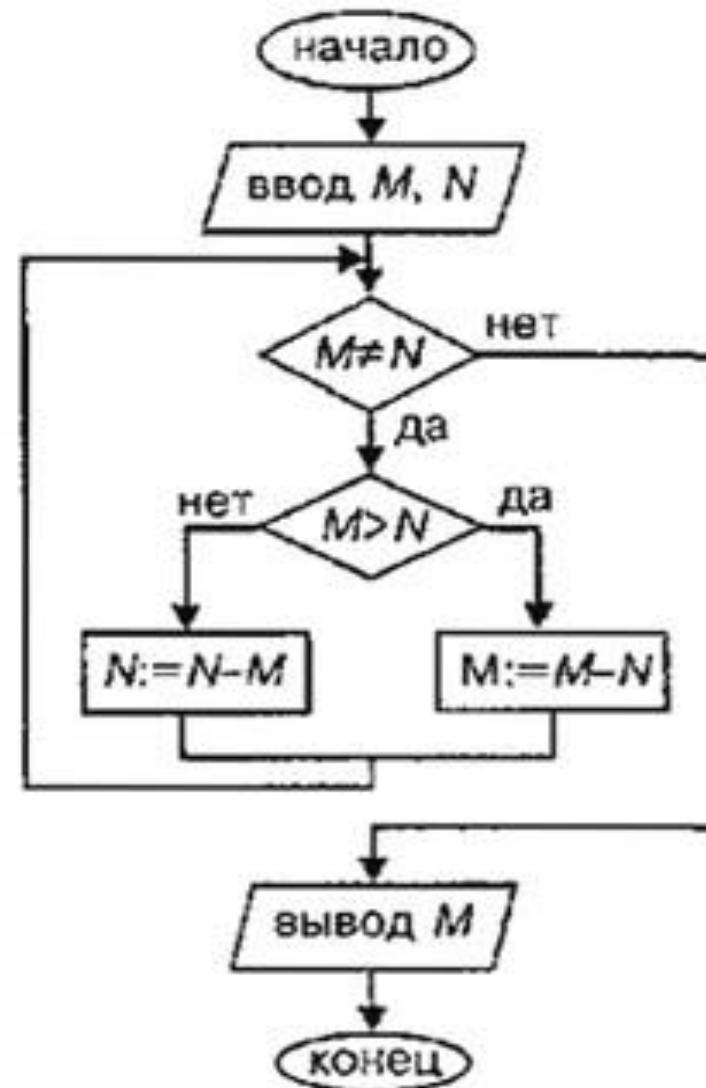 начало
ввод M, N
M≠N
нет
да
M>N
нет
да
N:=N–M
M:=M–N
вывод M
конец